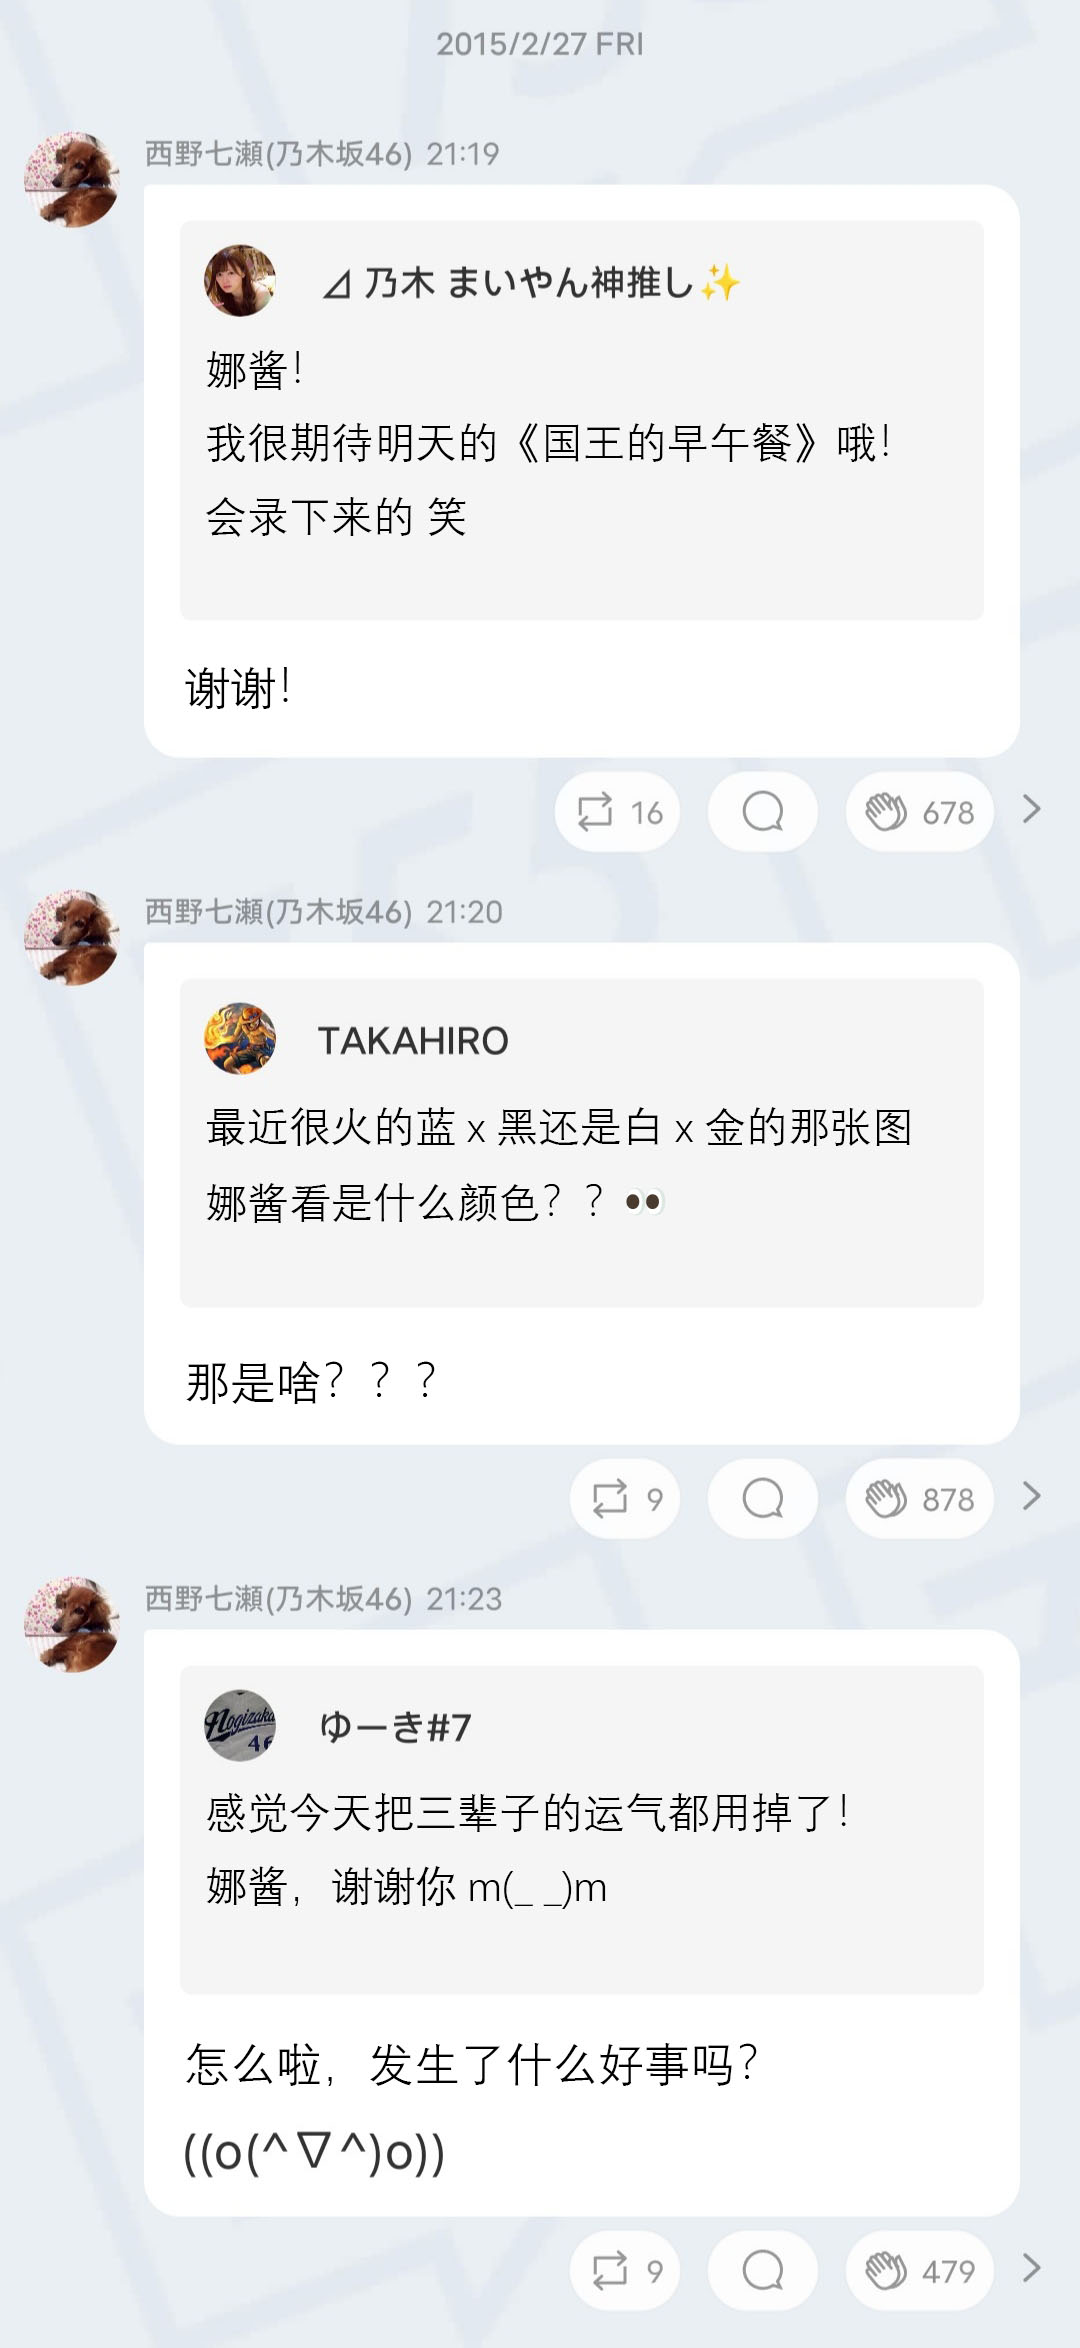 2015/2/27 FRI
西野七瀬(乃木坂46) 21:19
⊿ 乃木 まいやん神推し✨
娜酱！
我很期待明天的《国王的早午餐》哦！
会录下来的 笑
谢谢！
16
678
西野七瀬(乃木坂46) 21:20
TAKAHIRO
最近很火的蓝 x 黑还是白 x 金的那张图
娜酱看是什么颜色？？👀
那是啥？？？
9
878
西野七瀬(乃木坂46) 21:23
Nogizaka
46
ゆーき#7
感觉今天把三辈子的运气都用掉了！
娜酱，谢谢你 m(_ _)m
怎么啦，发生了什么好事吗？
((o(^∇^)o))
9
479